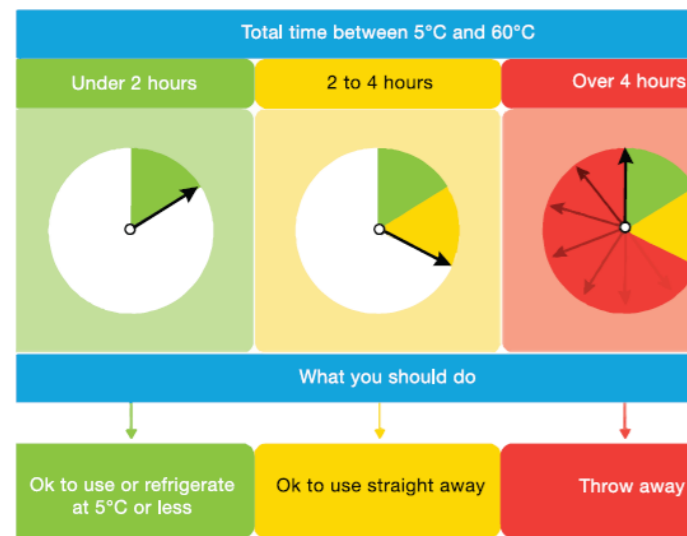 Total time between 5°C and 60°C
Under 2 hours
2 to 4 hours
Over 4 hours
What you should do
Ok to use or refrigerate
at 5°C or less
Ok to use straight away
Throw away